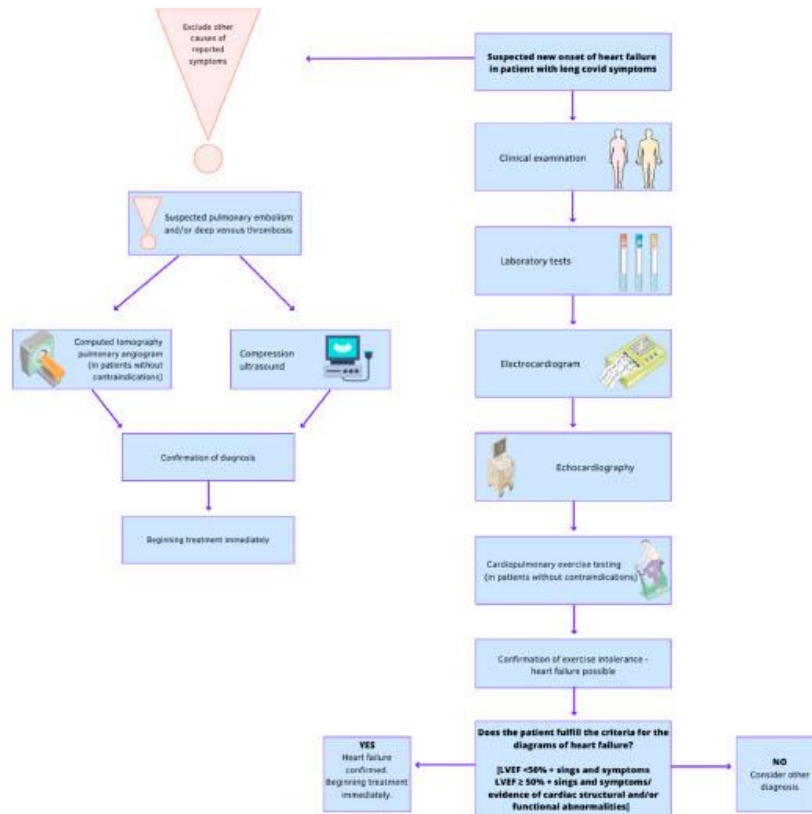 Exclude other
causes of
reported
symptoms
Suspected new onset of heart failure
in patient with long covid symptoms
Clinical examination
Suspected pulmonary embolism
and/or deep venous thrombosis
Laboratory tests
Computed tomography
pulmonary angiogram
(in patients without
contraindications)
Compression
ultrasound
Electrocardiogram
Confirmation of diagnosis
Echocardiography
Beginning treatment immediately
Cardiopulmonary exercise testing
(in patients without contraindications)
Confirmation of exercise intolerance -
heart failure possible
Does the patient fulfill the criteria for the
diagrams of heart failure?
[LVEF <50% + sings and symptoms
LVEF ≥ 50% + sings and symptoms/
evidence of cardiac structural and/or
functional abnormalities]
YES
Heart failure
confirmed.
Beginning treatment
immediately.
NO
Consider other
diagnosis